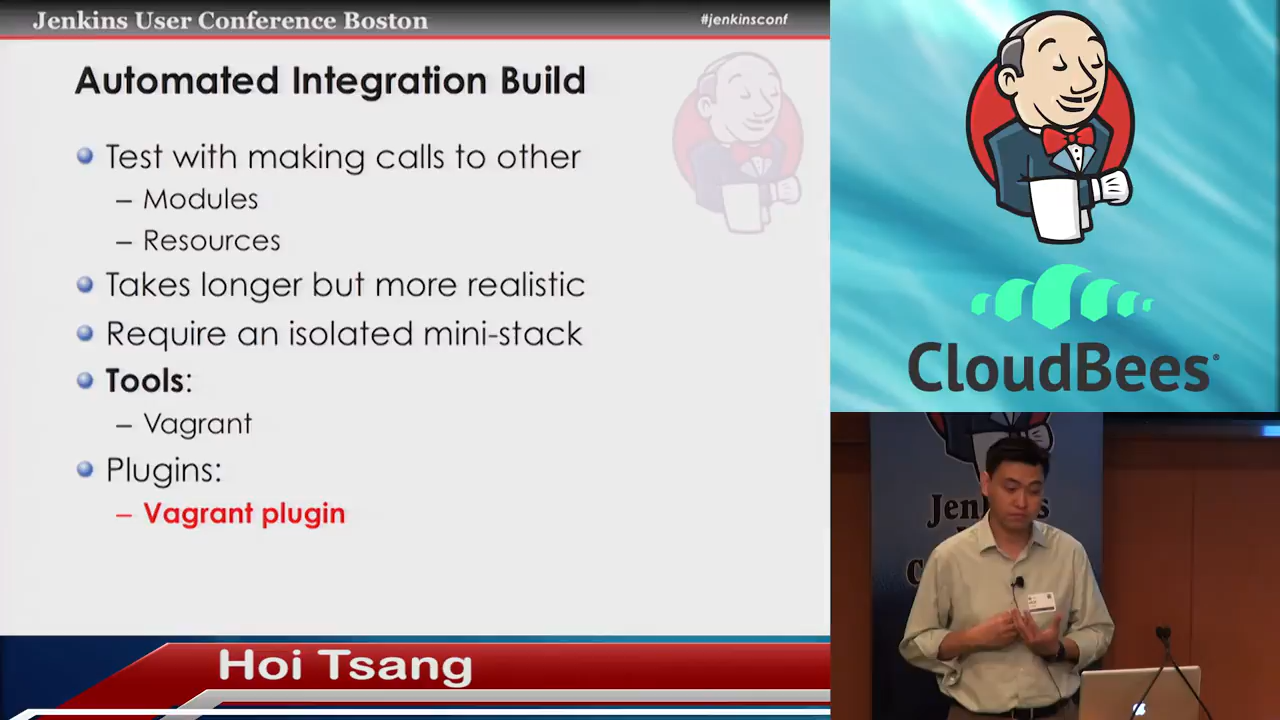 Jenkins User Conference Boston
#jenkinsconf
Automated Integration Build
Test with making calls to other
– Modules
– Resources
Takes longer but more realistic
Require an isolated mini-stack
Tools:
– Vagrant
Plugins:
– Vagrant plugin
CloudBees®
Hoi Tsang